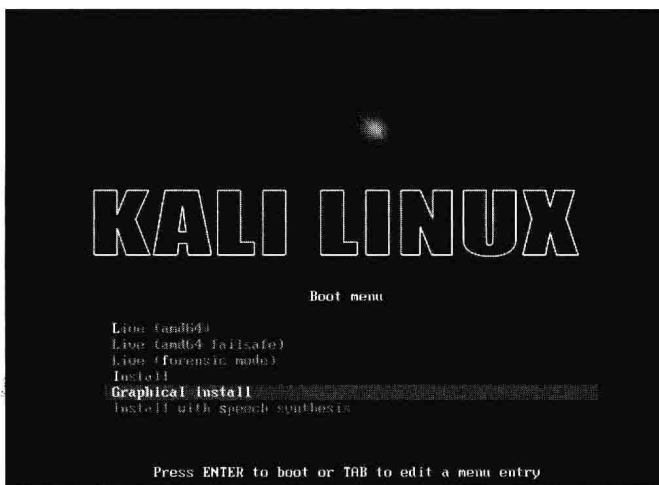 KALI LINUX
Boot menu
Live (amd64)
Live (amd64 failsafe)
Live (forensic mode)
Install
Graphical install
Install with speech synthesis
Press ENTER to boot or TAB to edit a menu entry